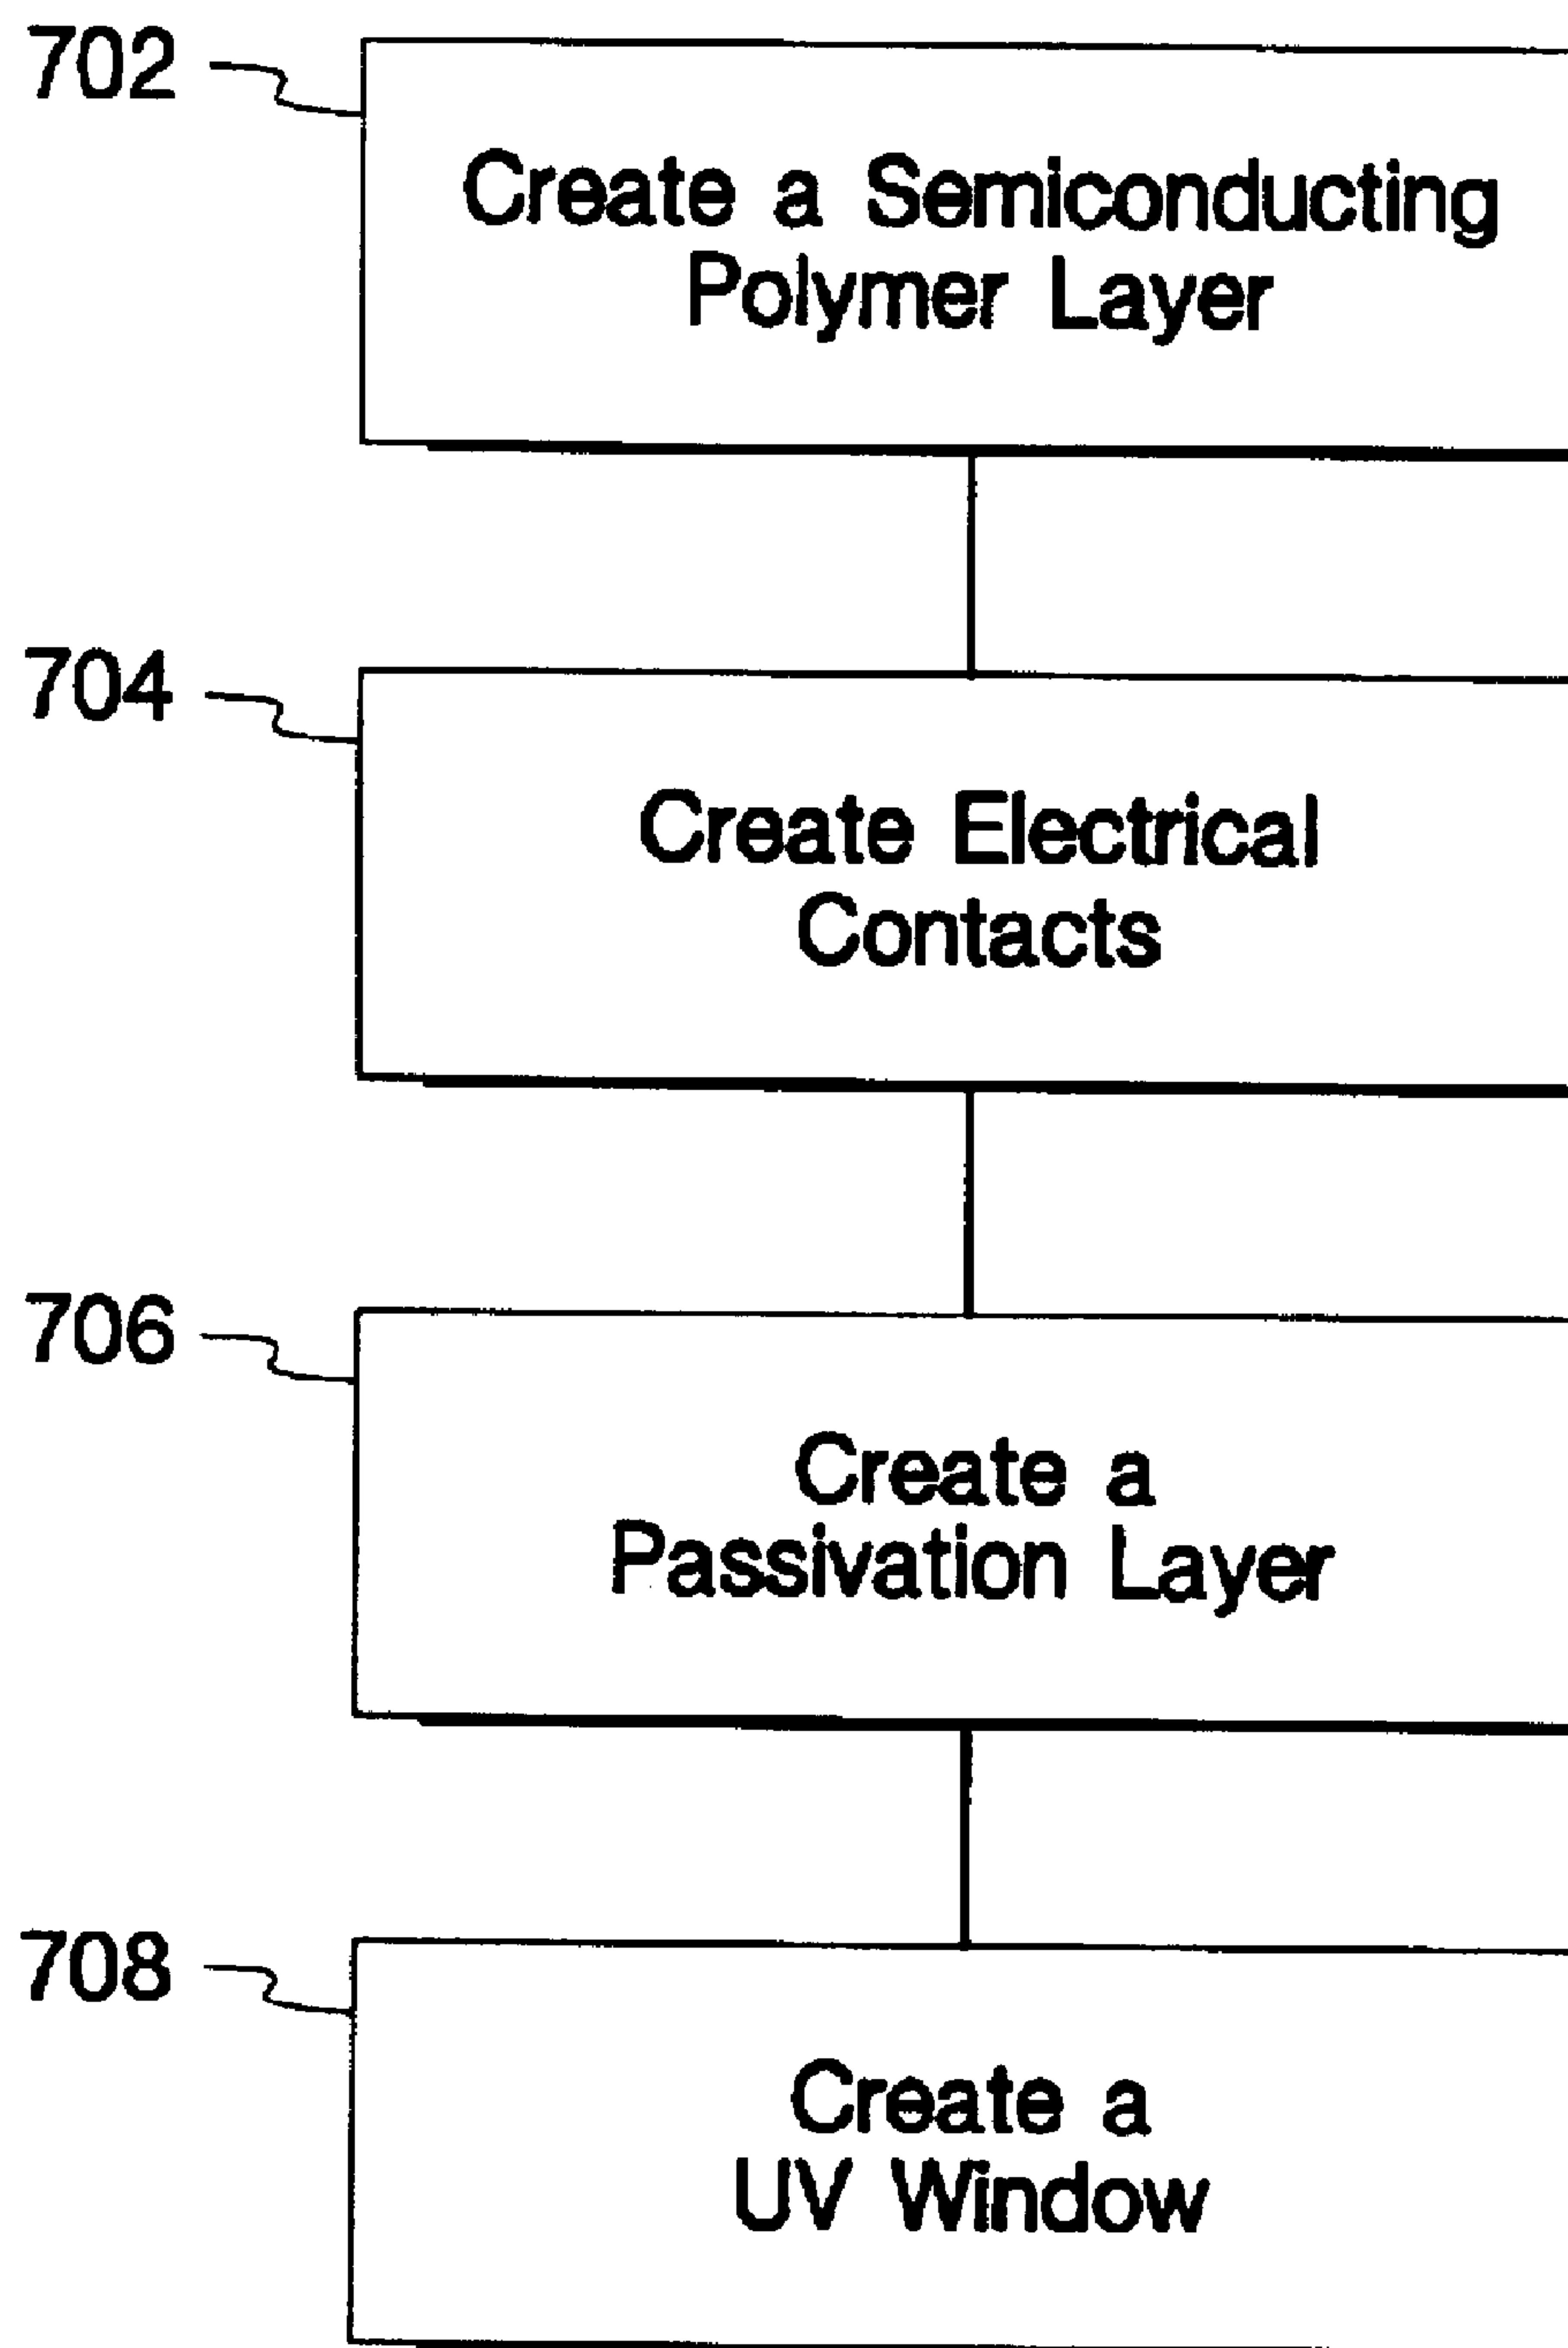 702
Create a Semiconducting
Polymer Layer
704
Create Electrical
Contacts
706
Create a
Passivation Layer
708
Create a
UV Window